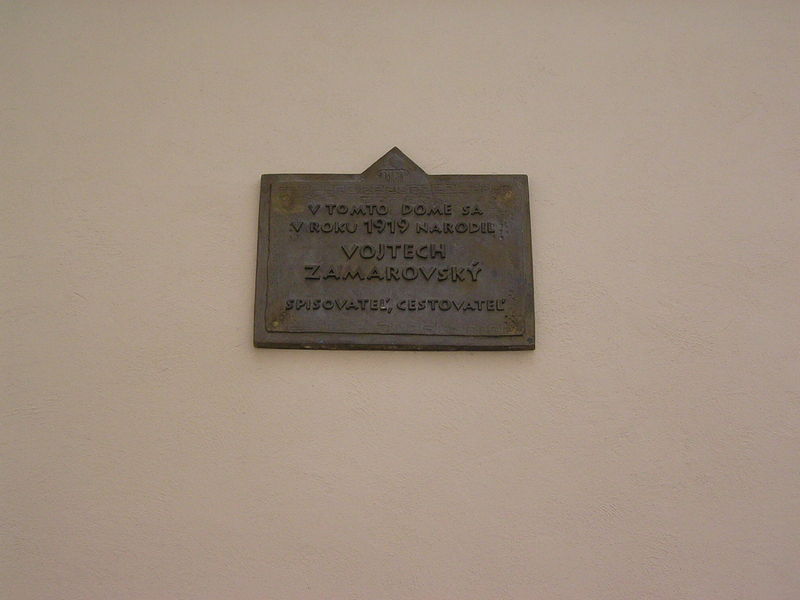 V TOMTO DOME SA
V ROKU 1919 NARODIL
VOJTECH
ZAMAROVSKÝ
SPISOVATEĽ, CESTOVATEĽ